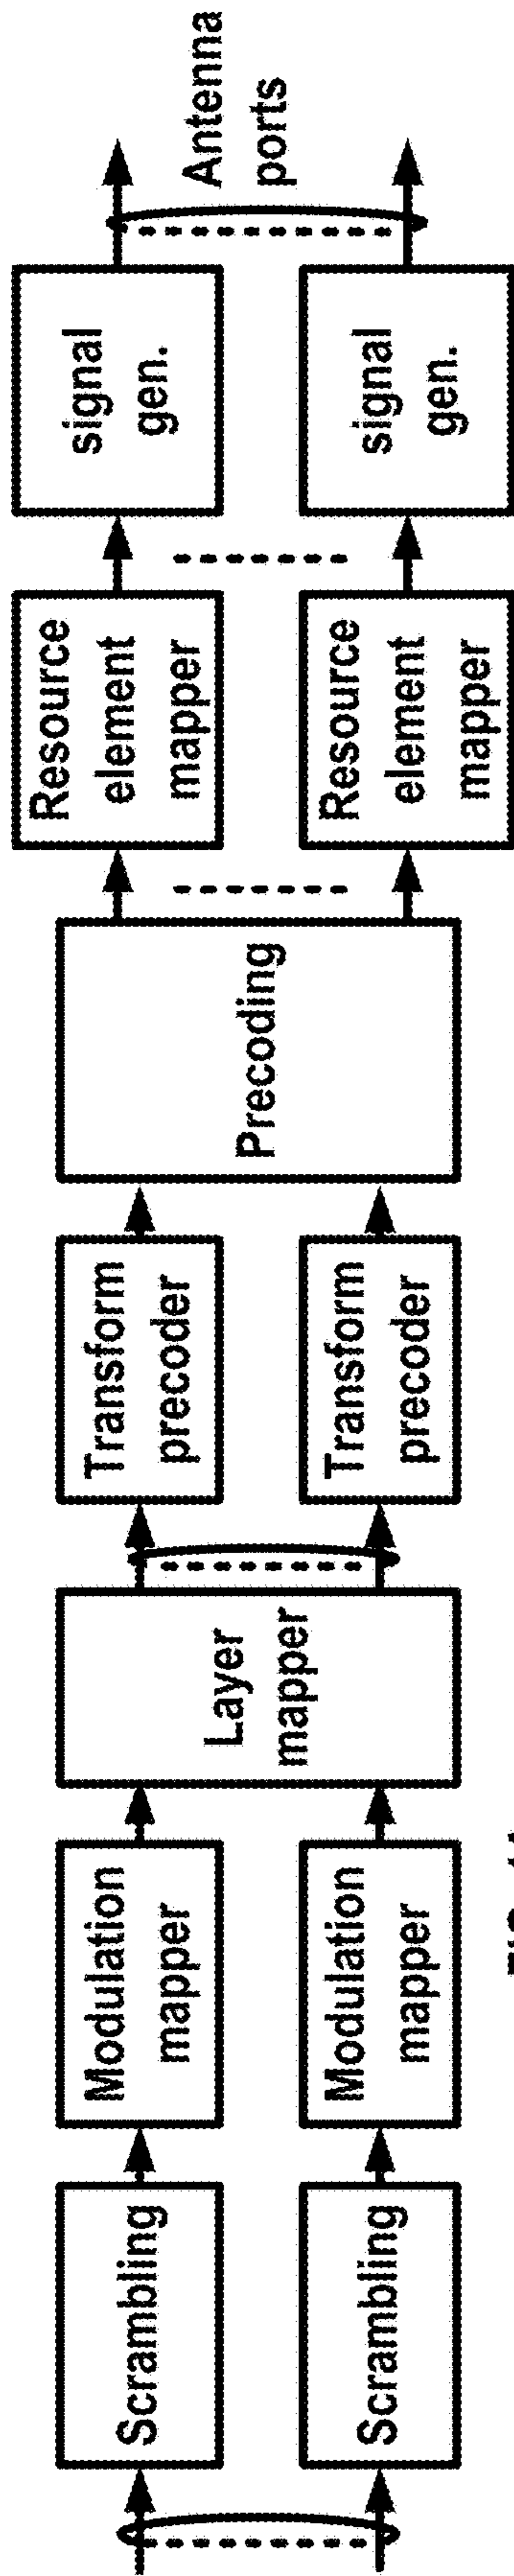 Scrambling
Scrambling
Modulation
mapper
Modulation
mapper
Layer
mapper
Transform
precoder
Transform
precoder
Precoding
Resource
element
mapper
Resource
element
mapper
signal
gen.
signal
gen.
Antenna
ports